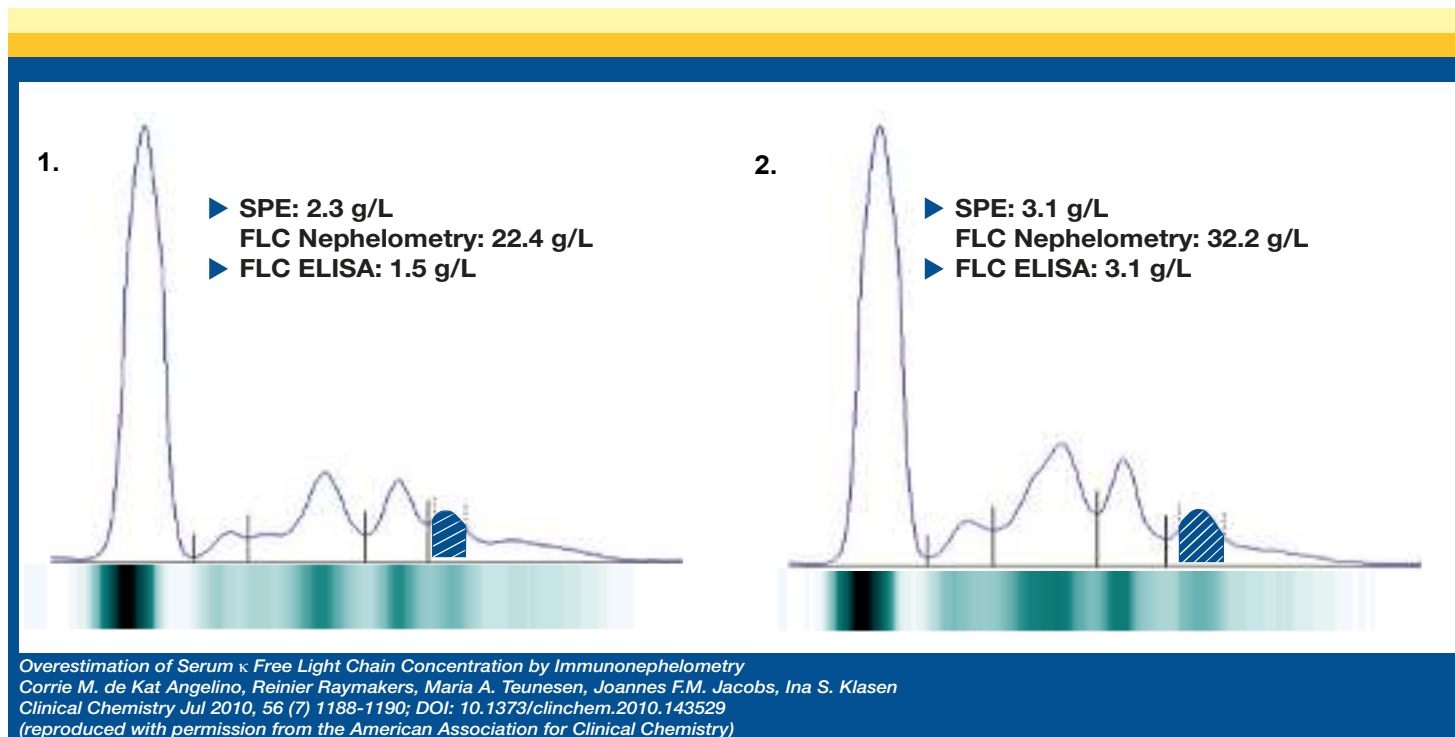 1.
▶ SPE: 2.3 g/L
FLC Nephelometry: 22.4 g/L
▶ FLC ELISA: 1.5 g/L
2.
▶ SPE: 3.1 g/L
FLC Nephelometry: 32.2 g/L
▶ FLC ELISA: 3.1 g/L
Overestimation of Serum κ Free Light Chain Concentration by Immunonephelometry
Corrie M. de Kat Angelino, Reinier Raymakers, Maria A. Teunesen, Joannes F.M. Jacobs, Ina S. Klasen
Clinical Chemistry Jul 2010, 56 (7) 1188-1190; DOI: 10.1373/clinchem.2010.143529
(reproduced with permission from the American Association for Clinical Chemistry)